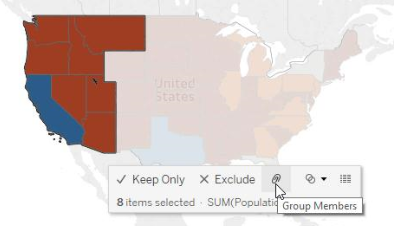 United
States
✓ Keep Only ✕ Exclude
8 items selected · SUM(Populatio
Group Members